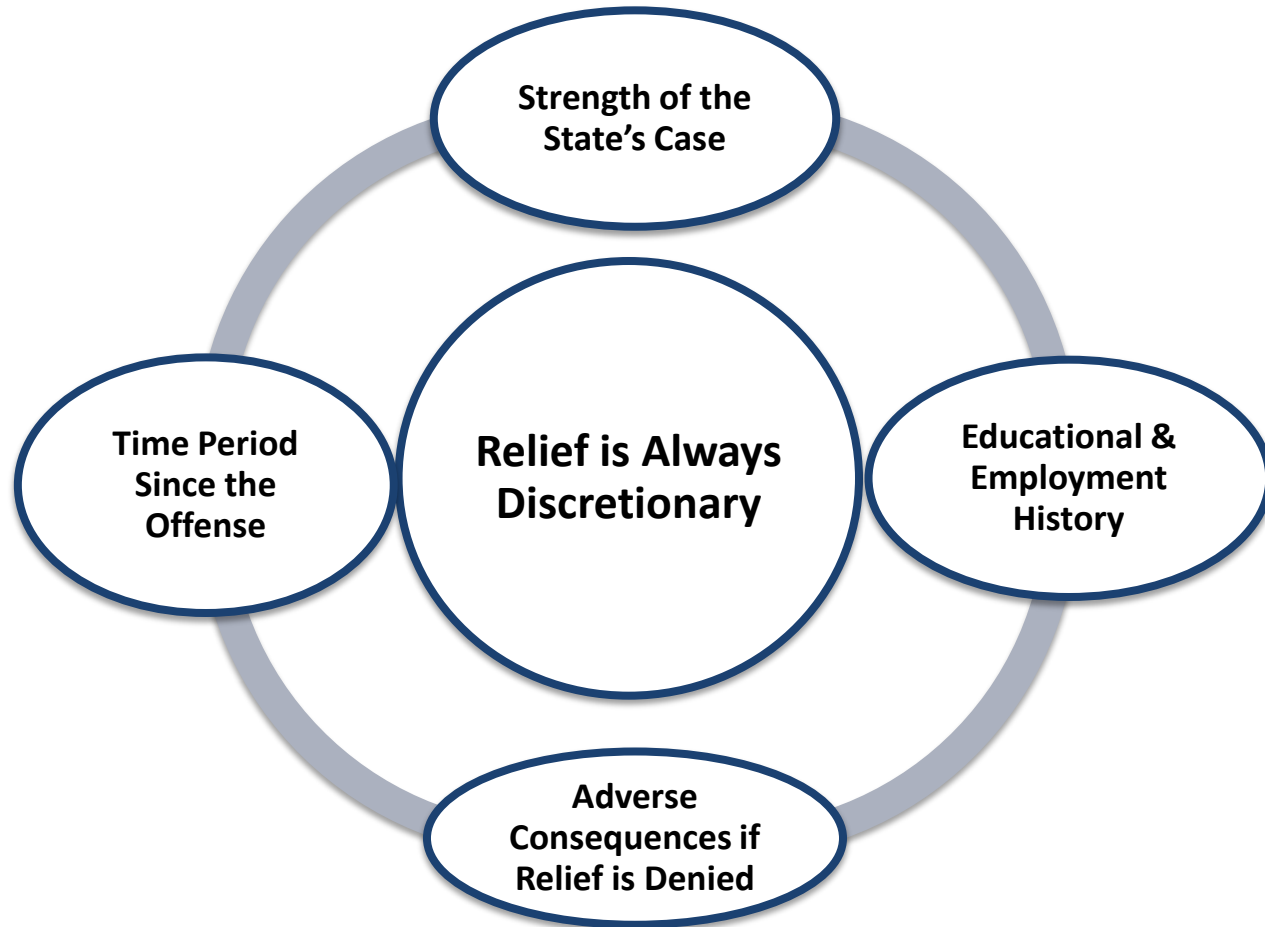 Strength of the
State’s Case
Time Period
Since the
Offense
Relief is Always
Discretionary
Educational &
Employment
History
Adverse
Consequences if
Relief is Denied